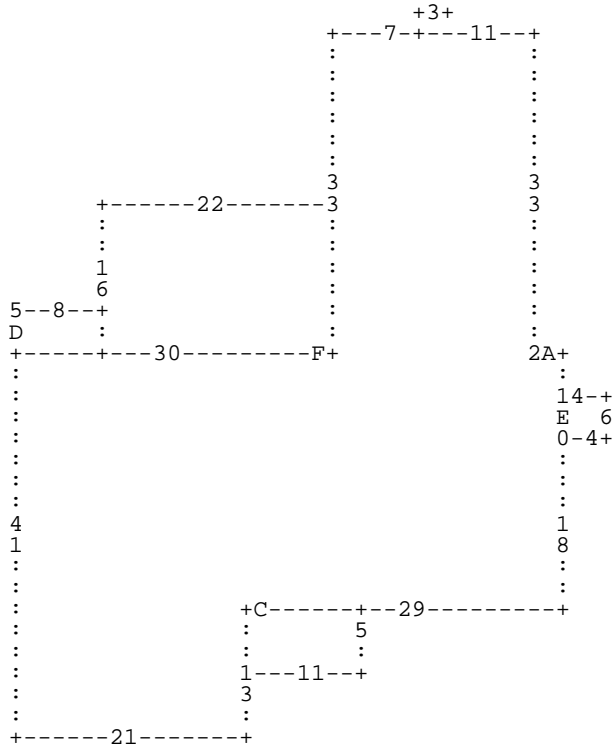 +3+
                      +---7-+---11--+
                      :             :
                      :             :
                      :             :
                      :             :
                      :             :
                      3             3
      +------22-------3             3
      :               :             :
      :               :             :
      1               :             :
      6               :             :
5--8--+               :             :
D     :               :             :
+-----+---30---------F+             2A+
:                                     :
:                                     14-+
:                                     E  6
:                                     0-4+
:                                     :
:                                     :
:                                     :
4                                     1
1                                     8
:                                     :
:                                     :
:               +C------+--29---------+
:               :       5
:               :       :
:               1---11--+
:               3
:               :
+------21-------+